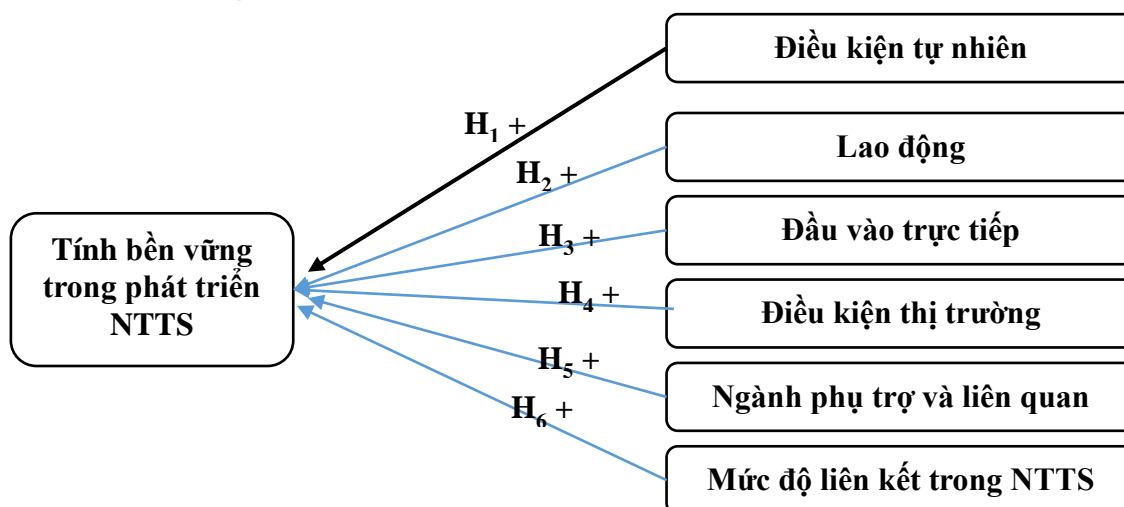 Điều kiện tự nhiên
H₁ +
Lao động
H₂ +
Đầu vào trực tiếp
H₃ +
Tính bền vững
trong phát triển
NTTS
H₄ +
Điều kiện thị trường
H₅ +
Ngành phụ trợ và liên quan
H₆ +
Mức độ liên kết trong NTTS